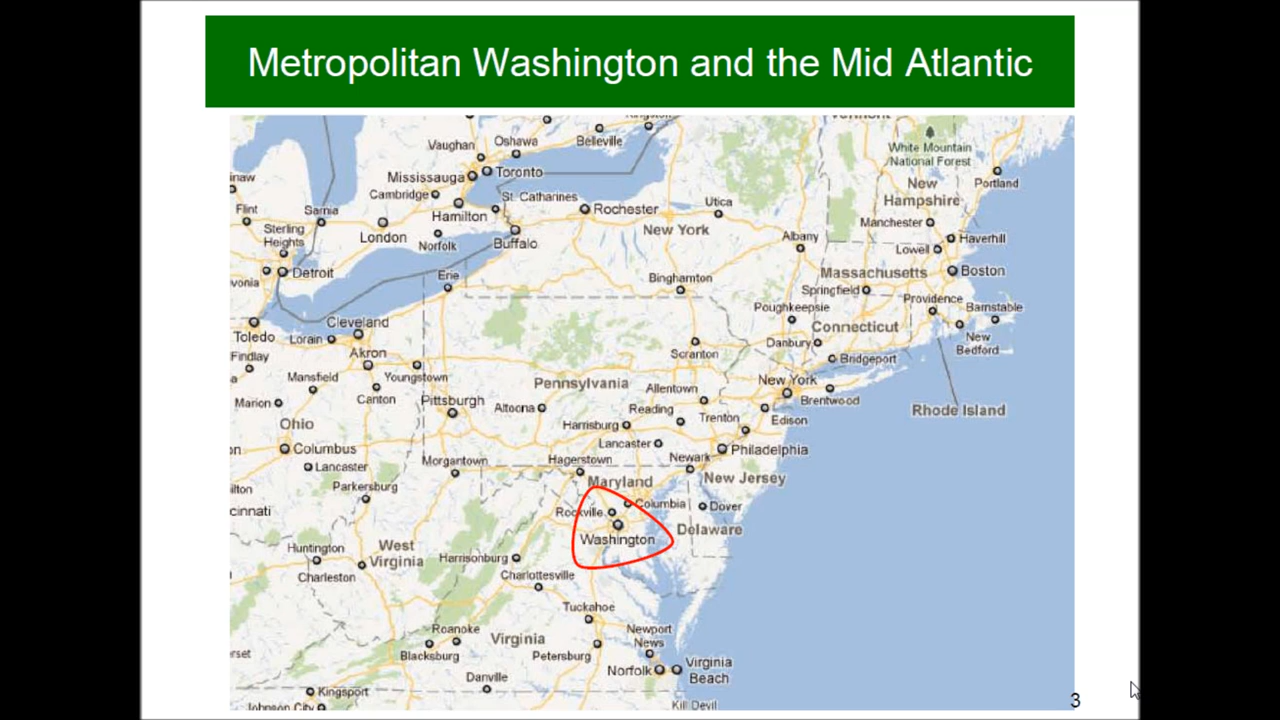 Metropolitan Washington and the Mid Atlantic
Vaughan
Oshawa
Belleville
White Mountain
National Forest
Mississauga
Toronto
Portland
Cambridge
St. Catharines
New
Hampshire
Flint
Sarnia
Hamilton
Rochester
Utica
Manchester
Sterling
Heights
London
Norfolk
Buffalo
New York
Albany
Haverhill
Lowell
Detroit
Erie
Binghamton
Massachusetts
Boston
Springfield
Providence
Barnstable
Poughkeepsie
Toledo
Lorain
Cleveland
Connecticut
New
Bedford
Findlay
Akron
Scranton
Danbury
Bridgeport
Mansfield
Youngstown
Canton
Pennsylvania
Allentown
New York
Brentwood
Marion
Pittsburgh
Altoona
Reading
Trenton
Edison
Rhode Island
Ohio
Harrisburg
Columbus
Lancaster
Philadelphia
Lancaster
Morgantown
Hagerstown
Newark
New Jersey
Parkersburg
Maryland
Columbia
Dover
cinnati
Rockville
Delaware
Washington
Huntington
West
Virginia
Harrisonburg
Charleston
Charlottesville
Tuckahoe
Roanoke
Virginia
Newport
News
Blacksburg
Petersburg
Norfolk
Virginia
Beach
Danville
Kingsport
Johnson City
Kill Devil
3